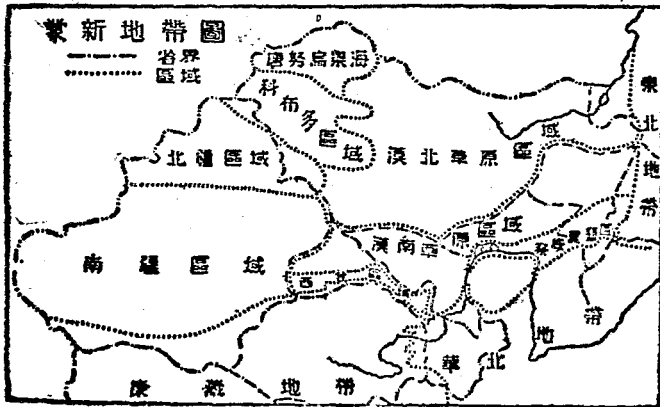 蒙新地帶圖
省界
區域
唐努烏梁海
科布多區域
漠北草原區域
東北地帶
北疆區域
南疆區域
漠南草原區域
康藏地帶
華北地帶